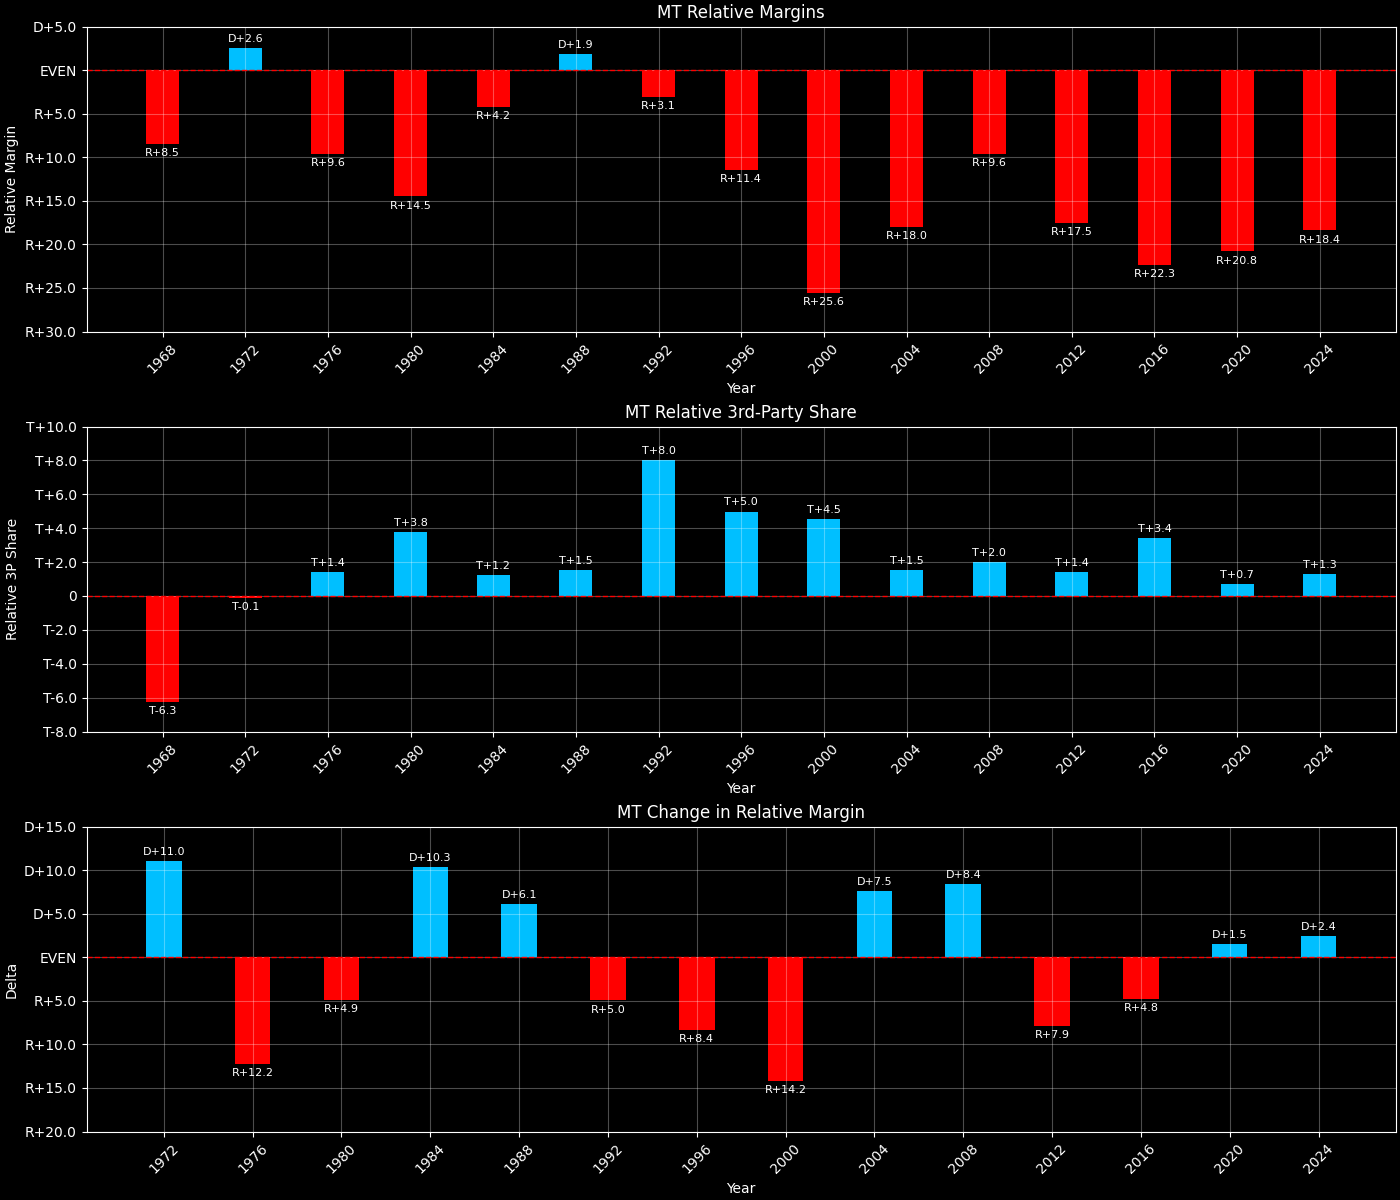 MT Relative Margins
Relative Margin
D+5.0
EVEN
R+5.0
R+10.0
R+15.0
R+20.0
R+25.0
R+30.0
R+8.5
D+2.6
R+9.6
R+14.5
R+4.2
D+1.9
R+3.1
R+11.4
R+25.6
R+18.0
R+9.6
R+17.5
R+22.3
R+20.8
R+18.4
1968 1972 1976 1980 1984 1988 1992 1996 2000 2004 2008 2012 2016 2020 2024
Year
MT Relative 3rd-Party Share
Relative 3P Share
T+10.0
T+8.0
T+6.0
T+4.0
T+2.0
0
T-2.0
T-4.0
T-6.0
T-8.0
T-6.3
T-0.1
T+1.4
T+3.8
T+1.2
T+1.5
T+8.0
T+5.0
T+4.5
T+1.5
T+2.0
T+1.4
T+3.4
T+0.7
T+1.3
1968 1972 1976 1980 1984 1988 1992 1996 2000 2004 2008 2012 2016 2020 2024
Year
MT Change in Relative Margin
Delta
D+15.0
D+10.0
D+5.0
EVEN
R+5.0
R+10.0
R+15.0
R+20.0
D+11.0
R+12.2
R+4.9
D+10.3
D+6.1
R+5.0
R+8.4
R+14.2
D+7.5
D+8.4
R+7.9
R+4.8
D+1.5
D+2.4
1972 1976 1980 1984 1988 1992 1996 2000 2004 2008 2012 2016 2020 2024
Year